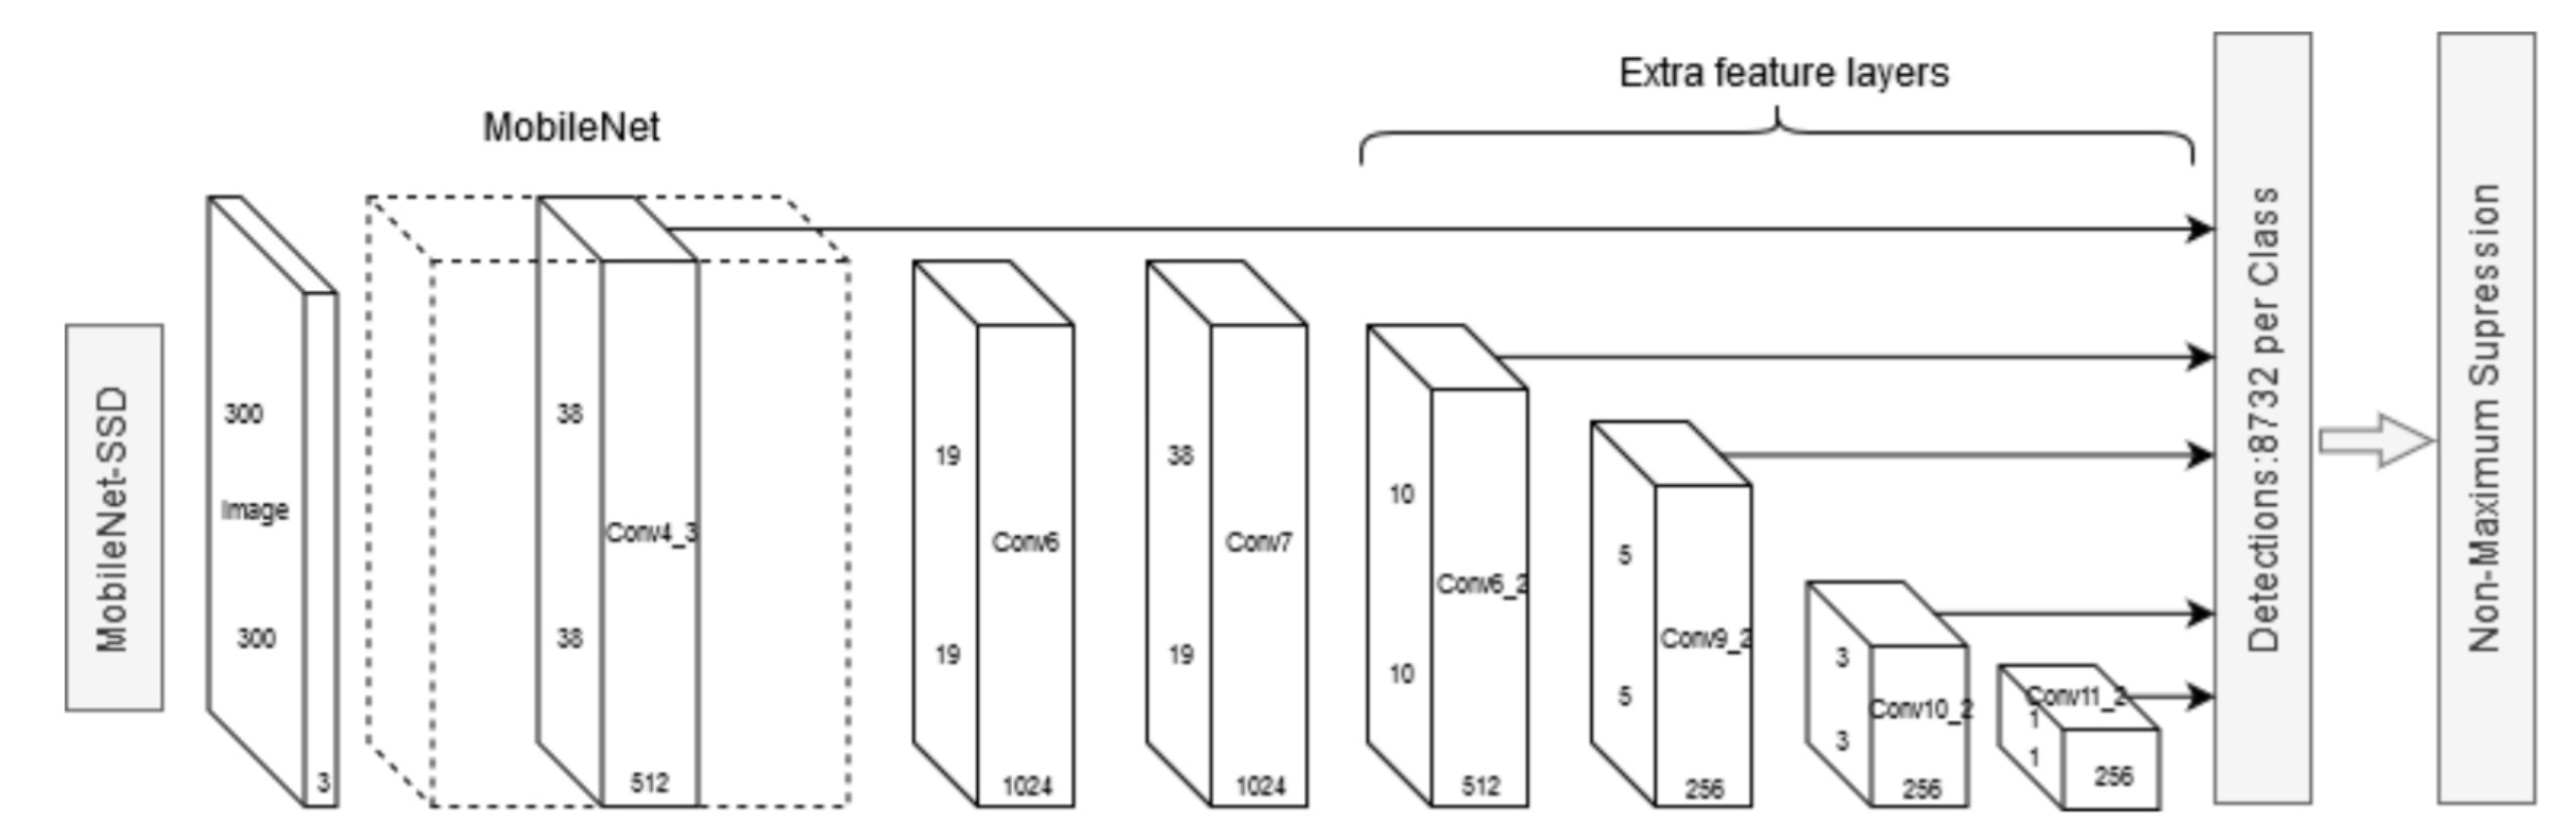 MobileNet-SSD
300
Image
300
3
MobileNet
38
38
Conv4_3
512
19
19
Conv6
1024
38
19
Conv7
1024
Extra feature layers
10
10
Conv6_2
512
5
5
Conv9_2
256
3
3
Conv10_2
256
Conv11_2
1
1
256
Detections:8732 per Class
Non-Maximum Supression